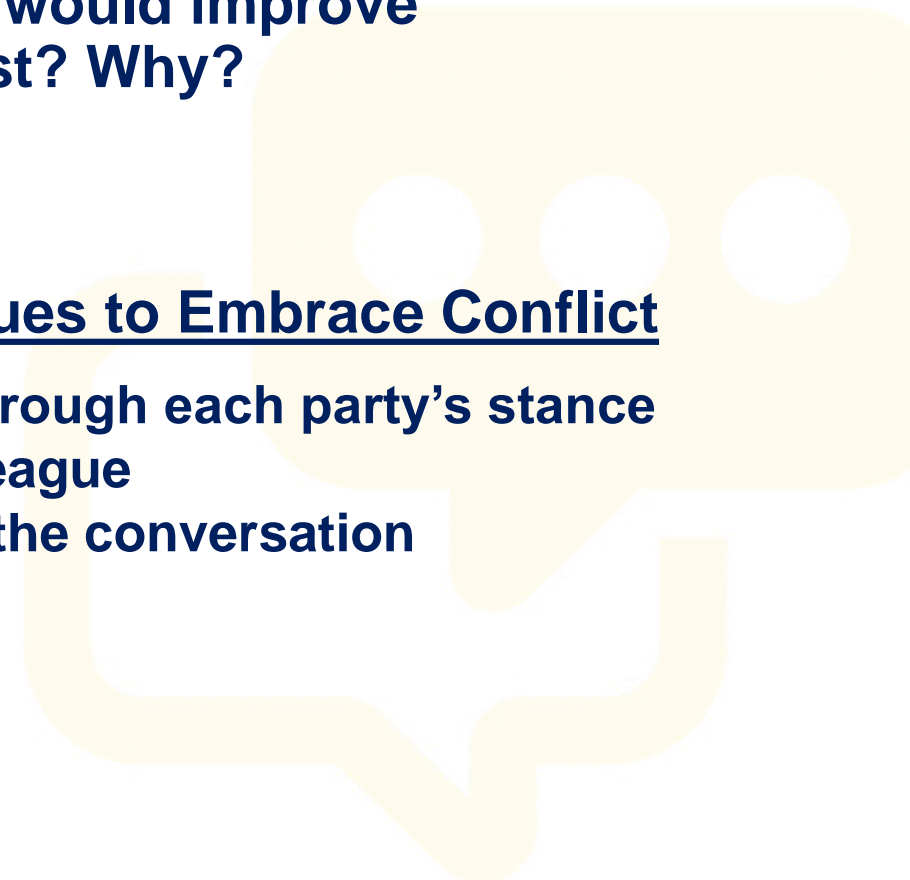 would improve
st? Why?
ues to Embrace Conflict
rough each party’s stance
eague
the conversation